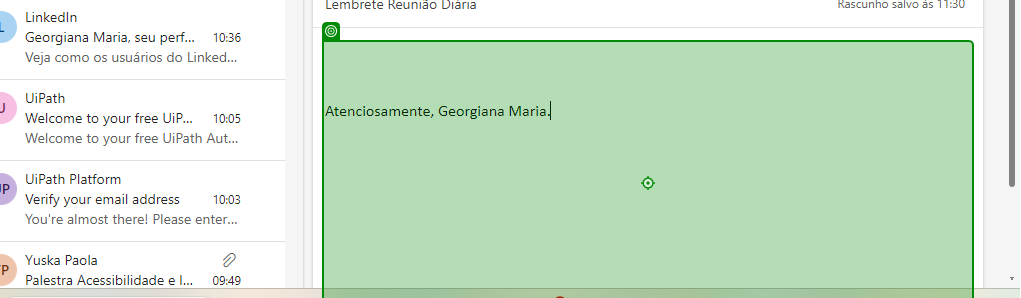 LinkedIn
Georgiana Maria, seu perf... 10:36
Veja como os usuários do Linked...
UiPath
Welcome to your free UiP... 10:05
Welcome to your free UiPath Aut...
UiPath Platform
Verify your email address 10:03
You're almost there! Please enter...
Yuska Paola
Palestra Acessibilidade e I... 09:49
L
U
UP
YP
Lembrete Reunião Diária
Rascunho salvo às 11:30
Atenciosamente, Georgiana Maria.